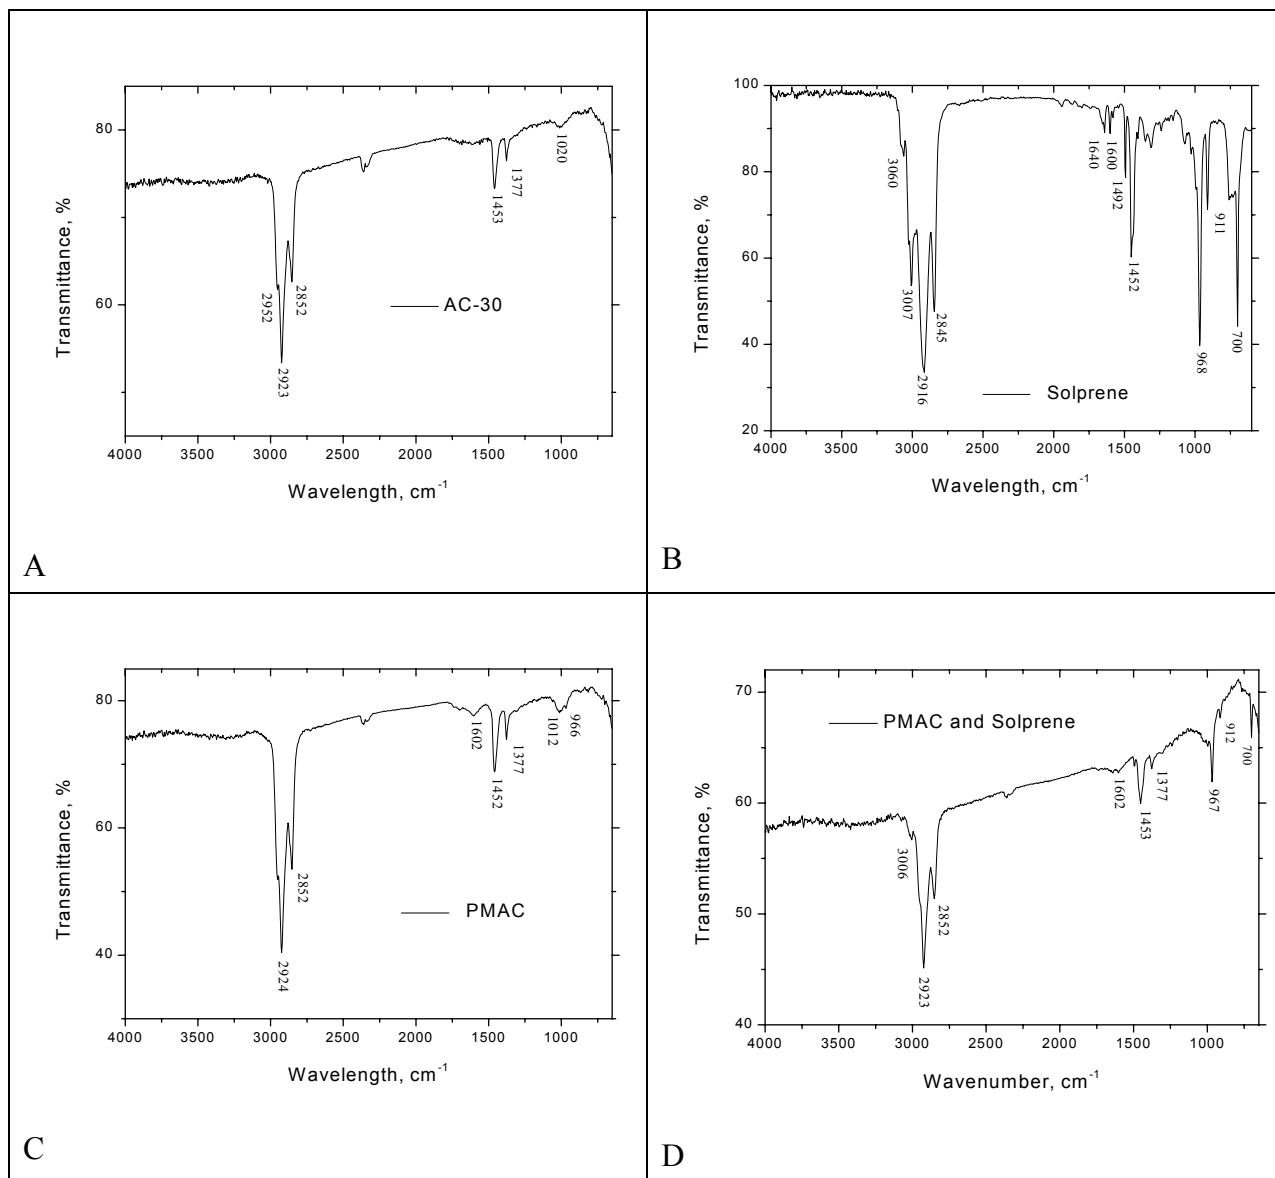 80
60
Transmittance, %
2952
2923
2852
1453
1377
1020
AC-30
4000 3500 3000 2500 2000 1500 1000
Wavelength, cm-1
A
100
80
60
40
20
Transmittance, %
3060
3007
2916
2845
1640
1600
1492
1452
968
911
700
Solprene
4000 3500 3000 2500 2000 1500 1000
Wavelength, cm-1
B
80
60
40
Transmittance, %
2924
2852
1602
1452
1377
1012
966
PMAC
4000 3500 3000 2500 2000 1500 1000
Wavelength, cm-1
C
70
60
50
40
Transmittance, %
PMAC and Solprene
3006
2923
2852
1602
1453
1377
967
912
700
4000 3500 3000 2500 2000 1500 1000
Wavenumber, cm-1
D